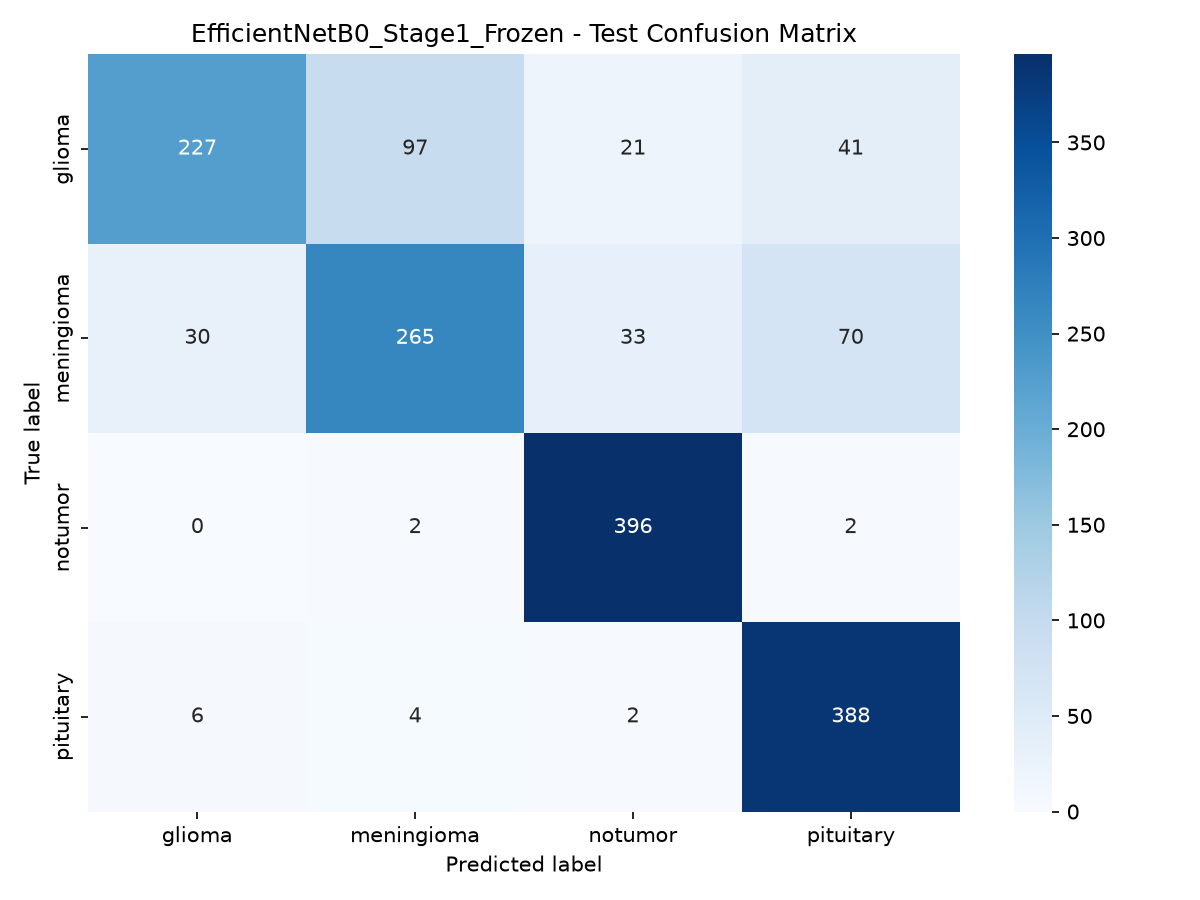 EfficientNetB0_Stage1_Frozen - Test Confusion Matrix
glioma 227 97 21 41
meningioma 30 265 33 70
notumor 0 2 396 2
pituitary 6 4 2 388
True label
glioma meningioma notumor pituitary
Predicted label
350
300
250
200
150
100
50
0